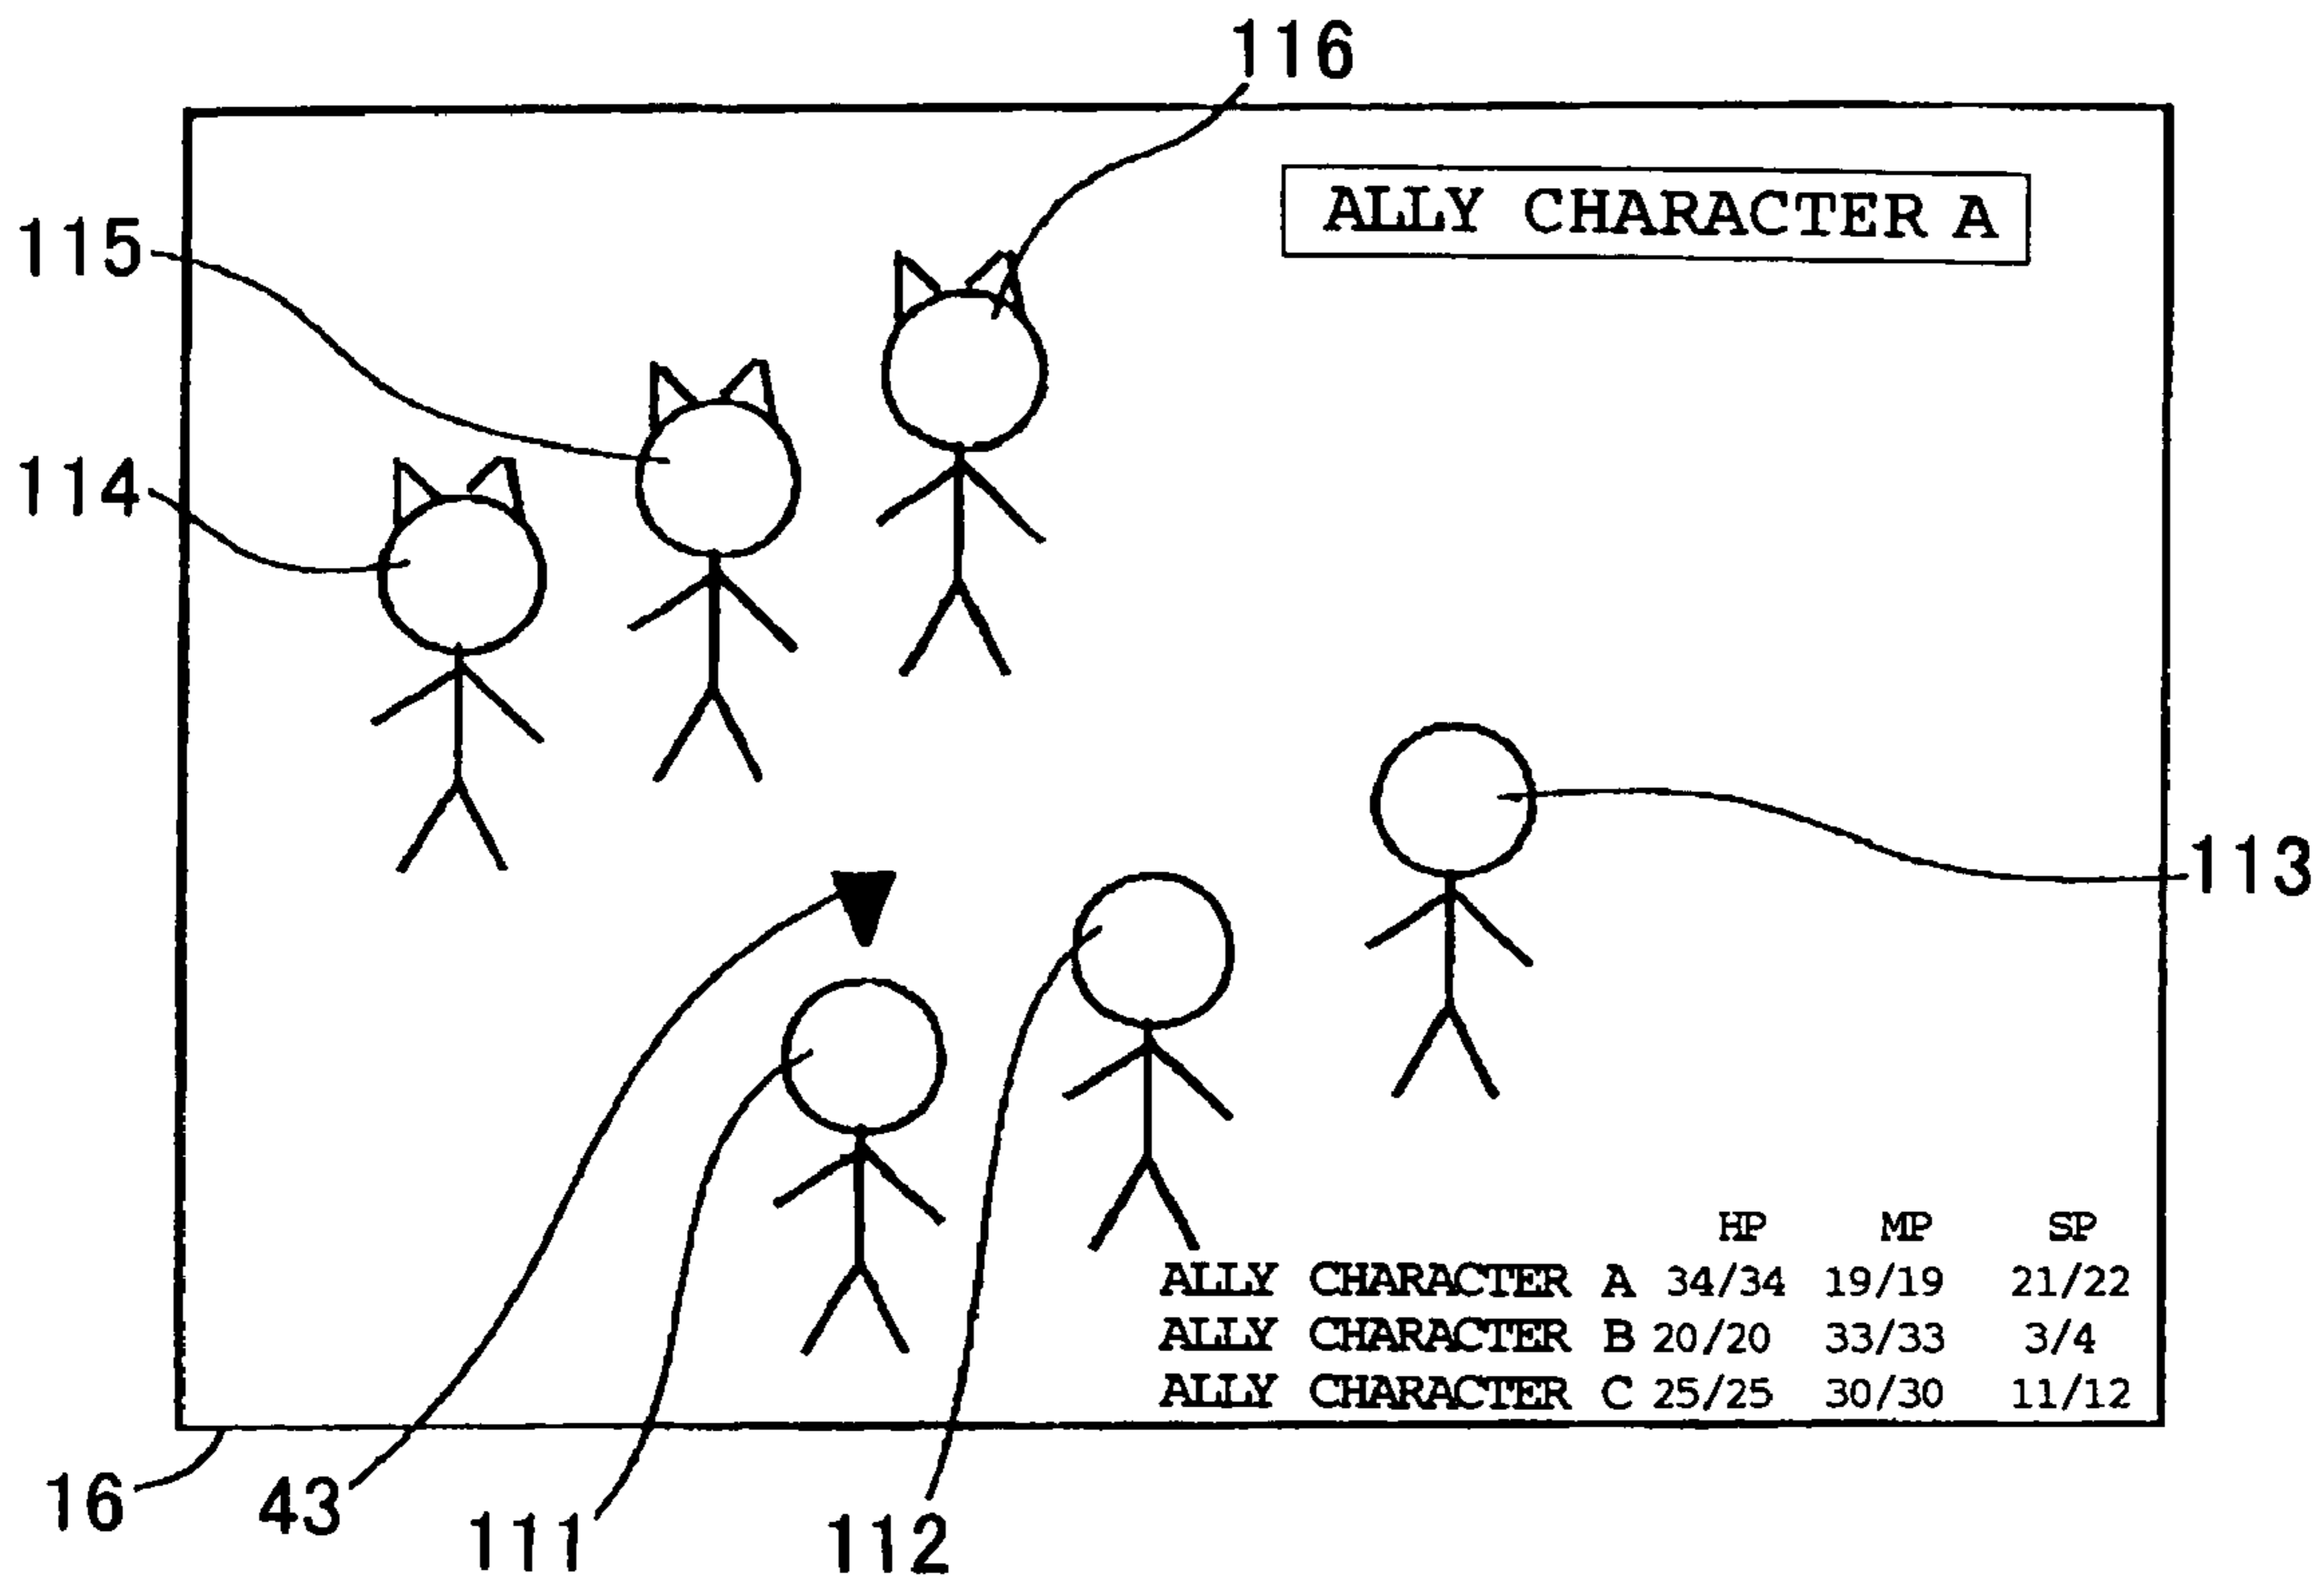 116
ALLY CHARACTER A
115
114
113
HP MP SP
ALLY CHARACTER A 34/34 19/19 21/22
ALLY CHARACTER B 20/20 33/33 3/4
ALLY CHARACTER C 25/25 30/30 11/12
16 43 111 112